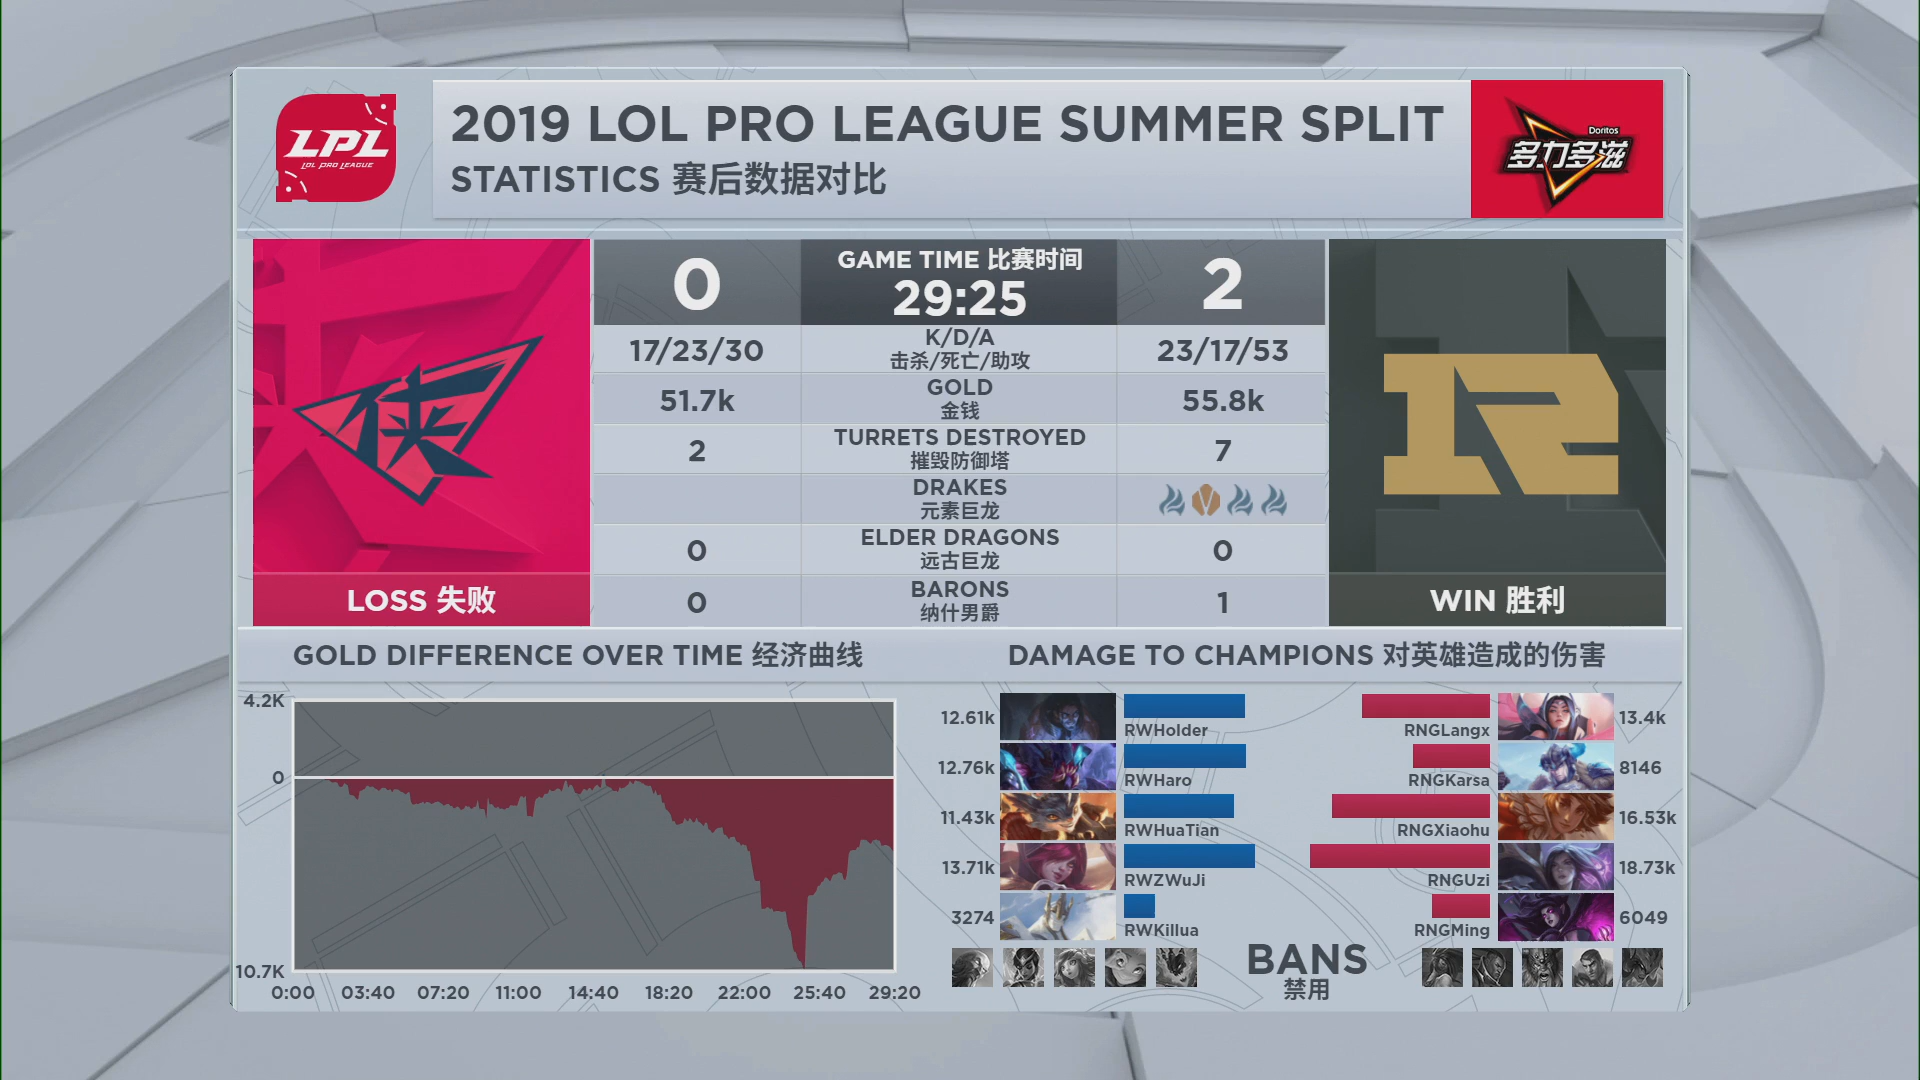 LPL
LOL PRO LEAGUE
2019 LOL PRO LEAGUE SUMMER SPLIT
STATISTICS 赛后数据对比
Doritos
多力多滋
0
GAME TIME 比赛时间
29:25
2
17/23/30
K/D/A
击杀/死亡/助攻
23/17/53
51.7k
GOLD
金钱
55.8k
2
TURRETS DESTROYED
摧毁防御塔
7
DRAKES
元素巨龙
0
ELDER DRAGONS
远古巨龙
0
0
BARONS
纳什男爵
1
侠
LOSS 失败
R
WIN 胜利
GOLD DIFFERENCE OVER TIME 经济曲线
4.2K
0
10.7K
0:00 03:40 07:20 11:00 14:40 18:20 22:00 25:40 29:20
DAMAGE TO CHAMPIONS 对英雄造成的伤害
12.61k
RWHolder
RNGLangx
13.4k
12.76k
RWHaro
RNGKarsa
8146
11.43k
RWHuaTian
RNGXiaohu
16.53k
13.71k
RWZWuJi
RNGUzi
18.73k
3274
RWKillua
RNGMing
6049
BANS
禁用